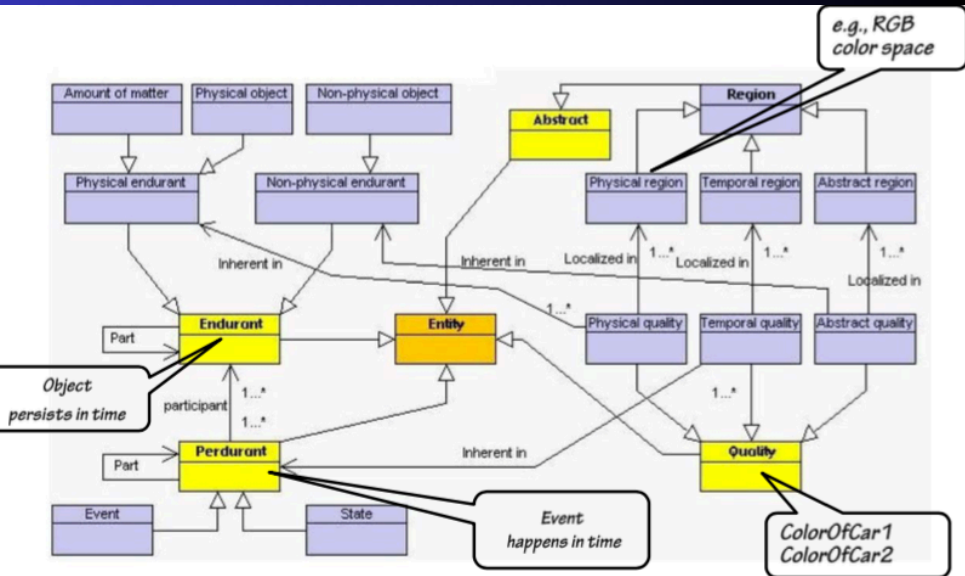 e.g., RGB
color space
Amount of matter
Physical object
Non-physical object
Region
Abstract
Physical endurant
Non-physical endurant
Physical region
Temporal region
Abstract region
Inherent in
Inherent in
Localized in
1...*
Localized in
1...*
Localized in
1...*
1...*
Endurant
Entity
Physical quality
Temporal quality
Abstract quality
Part
Object
persists in time
participant
1...*
1...*
1...*
Perdurant
Part
Inherent in
Quality
Event
State
Event
happens in time
ColorOfCar1
ColorOfCar2